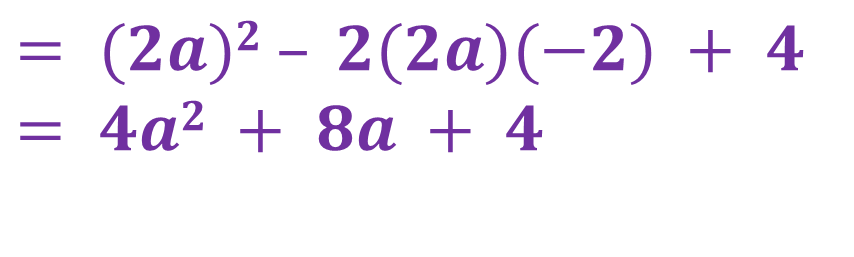 = (2a)² – 2(2a)(−2) + 4
= 4a² + 8a + 4